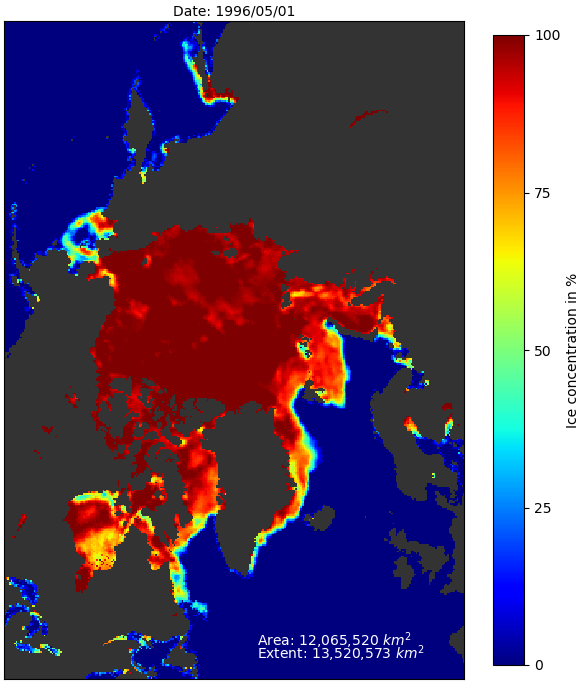 Date: 1996/05/01
100
75
50
25
0
Ice concentration in %
Area: 12,065,520 km²
Extent: 13,520,573 km²